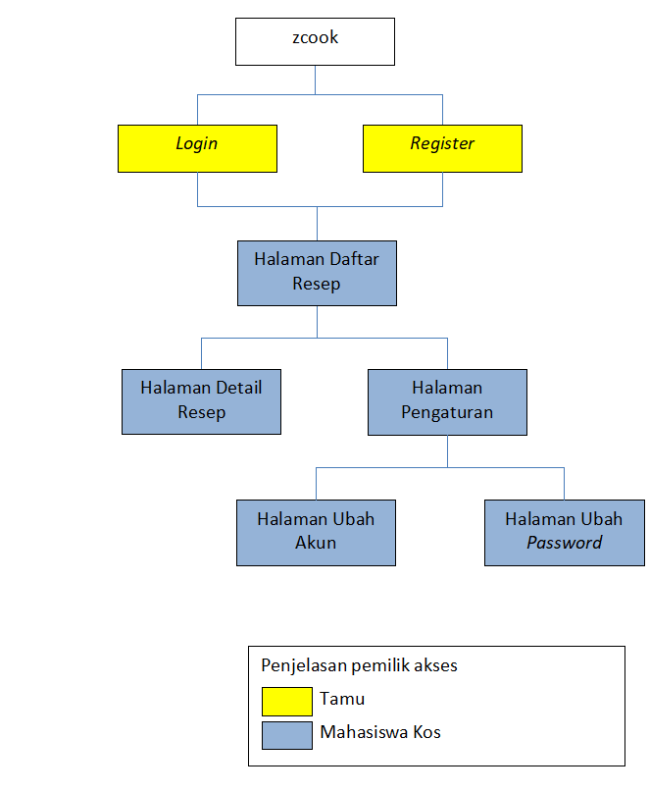 zcook
Login
Register
Halaman Daftar
Resep
Halaman Detail
Resep
Halaman
Pengaturan
Halaman Ubah
Akun
Halaman Ubah
Password
Penjelasan pemilik akses
Tamu
Mahasiswa Kos